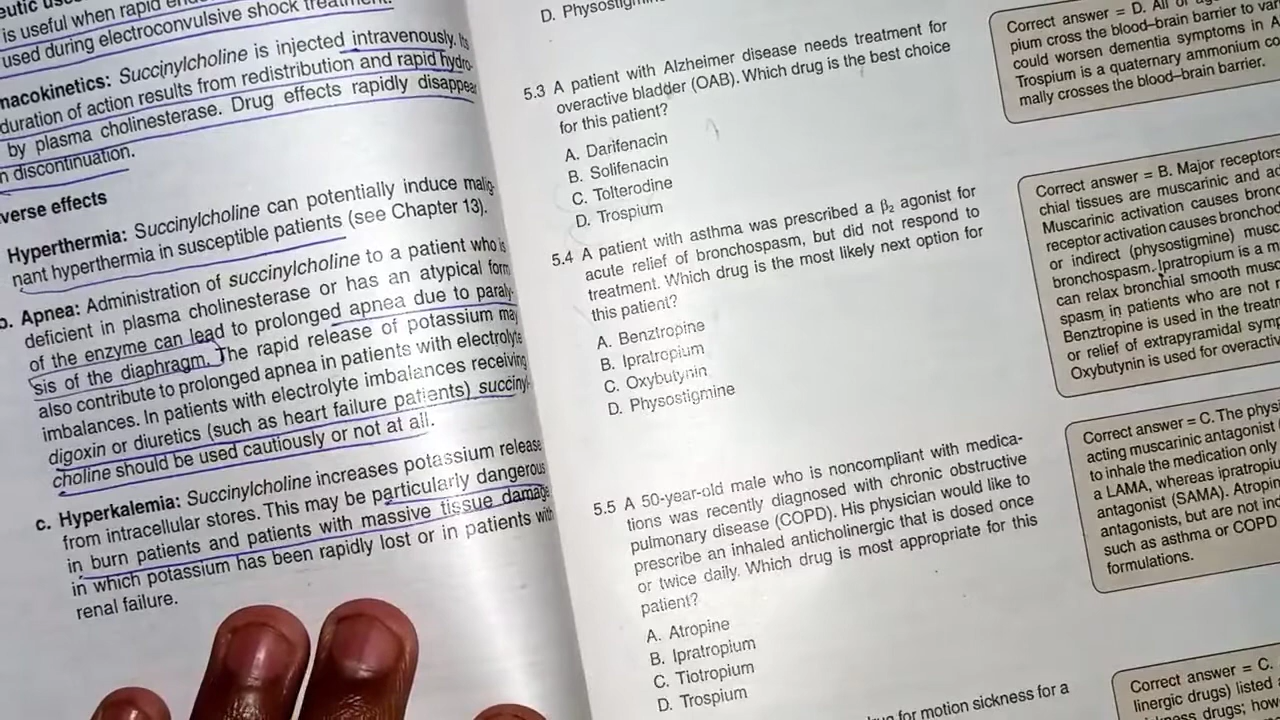 is useful when rapid
used during electroconvulsive shock treatment.
macokinetics: Succinylcholine is injected intravenously. Its
duration of action results from redistribution and rapid hydro-
by plasma cholinesterase. Drug effects rapidly disappear
n discontinuation.
verse effects
Hyperthermia: Succinylcholine can potentially induce malig-
nant hyperthermia in susceptible patients (see Chapter 13).
b. Apnea: Administration of succinylcholine to a patient who is
deficient in plasma cholinesterase or has an atypical form
of the enzyme can lead to prolonged apnea due to paraly-
sis of the diaphragm. The rapid release of potassium may
also contribute to prolonged apnea in patients with electrolyte
imbalances. In patients with electrolyte imbalances receiving
digoxin or diuretics (such as heart failure patients) succinyl-
choline should be used cautiously or not at all.
c. Hyperkalemia: Succinylcholine increases potassium release
from intracellular stores. This may be particularly dangerous
in burn patients and patients with massive tissue damage
in which potassium has been rapidly lost or in patients with
renal failure.
D.
5.3 A patient with Alzheimer disease needs treatment for
overactive bladder (OAB). Which drug is the best choice
for this patient?
A. Darifenacin
B. Solifenacin
C. Tolterodine
D. Trospium
5.4 A patient with asthma was prescribed a β₂ agonist for
acute relief of bronchospasm, but did not respond to
treatment. Which drug is the most likely next option for
this patient?
A. Benztropine
B. Ipratropium
C. Oxybutynin
D. Physostigmine
5.5 A 50-year-old male who is noncompliant with medica-
tions was recently diagnosed with chronic obstructive
pulmonary disease (COPD). His physician would like to
prescribe an inhaled anticholinergic that is dosed once
or twice daily. Which drug is most appropriate for this
patient?
A. Atropine
B. Ipratropium
C. Tiotropium
D. Trospium
for motion sickness for a
Correct answer = D. All
pium cross the blood–brain barrier to
could worsen dementia symptoms in
Trospium is a quaternary ammonium
mally crosses the blood–brain barrier.
Correct answer = B. Major receptors
chial tissues are muscarinic and
Muscarinic activation causes
receptor activation causes
or indirect (physostigmine)
bronchospasm. Ipratropium is a
can relax bronchial smooth
spasm in patients who are not
Benztropine is used in the
or relief of extrapyramidal
Oxybutynin is used for
Correct answer = C. The
acting muscarinic antagonist
to inhale the medication only
a LAMA, whereas
antagonist (SAMA).
antagonists, but are not
such as asthma or COPD
formulations.
Correct answer = C.
linergic drugs) listed
drugs;